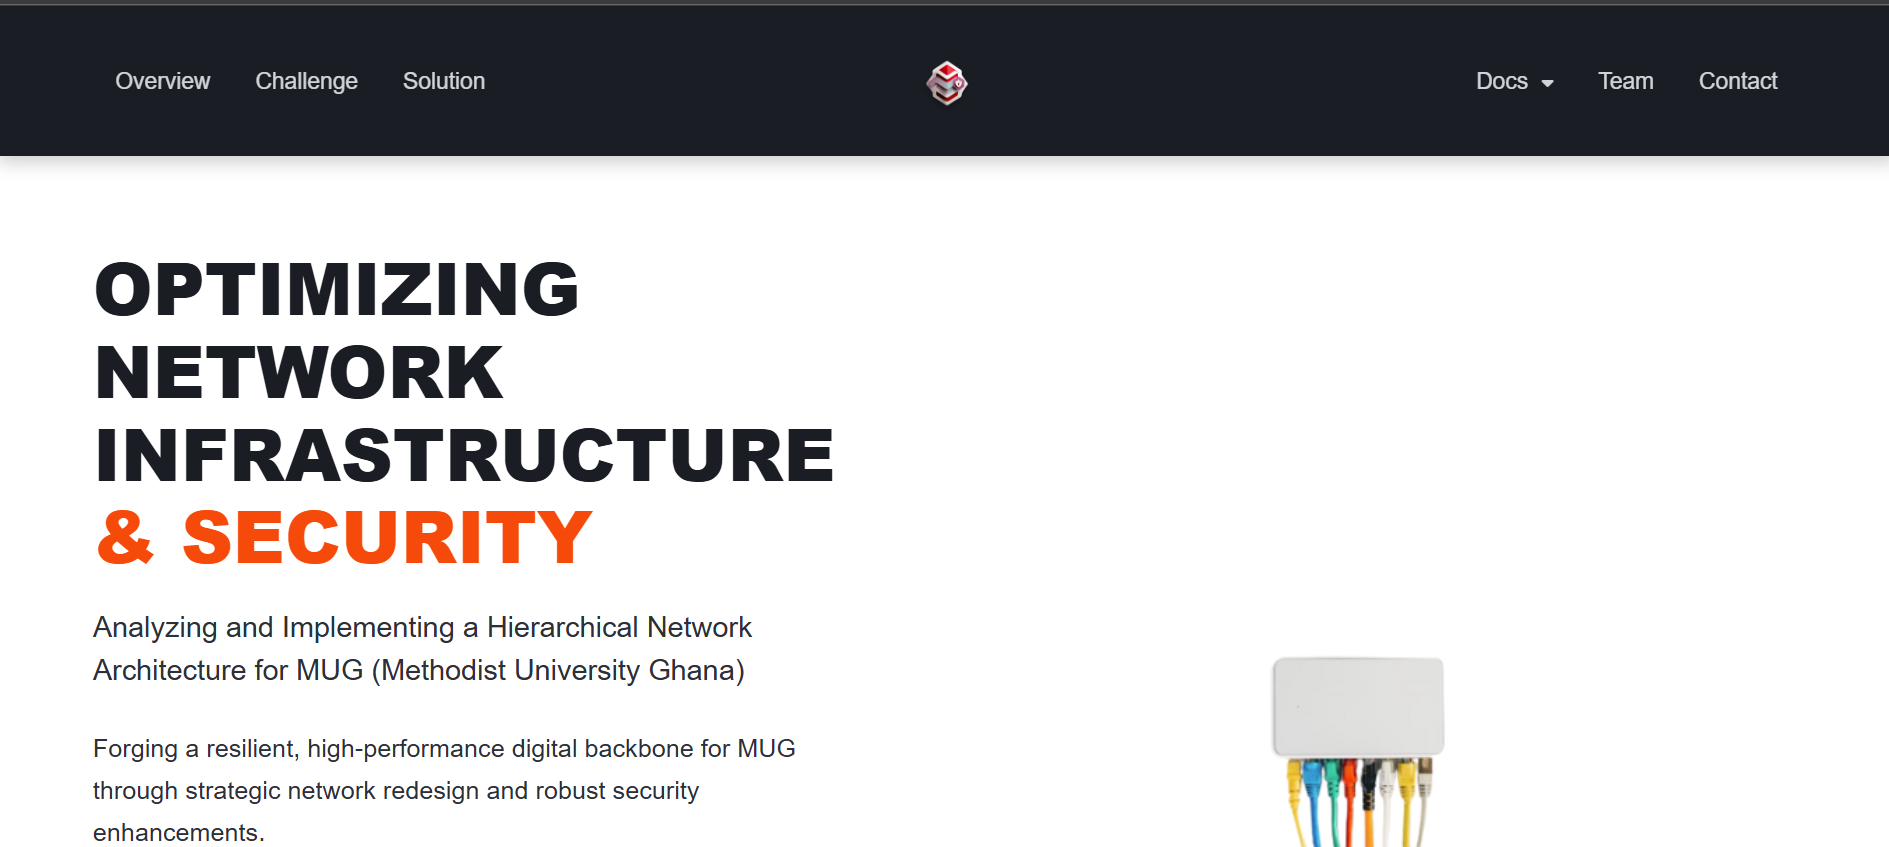 Overview Challenge Solution Docs Team Contact
OPTIMIZING
NETWORK
INFRASTRUCTURE
& SECURITY
Analyzing and Implementing a Hierarchical Network
Architecture for MUG (Methodist University Ghana)
Forging a resilient, high-performance digital backbone for MUG
through strategic network redesign and robust security
enhancements.